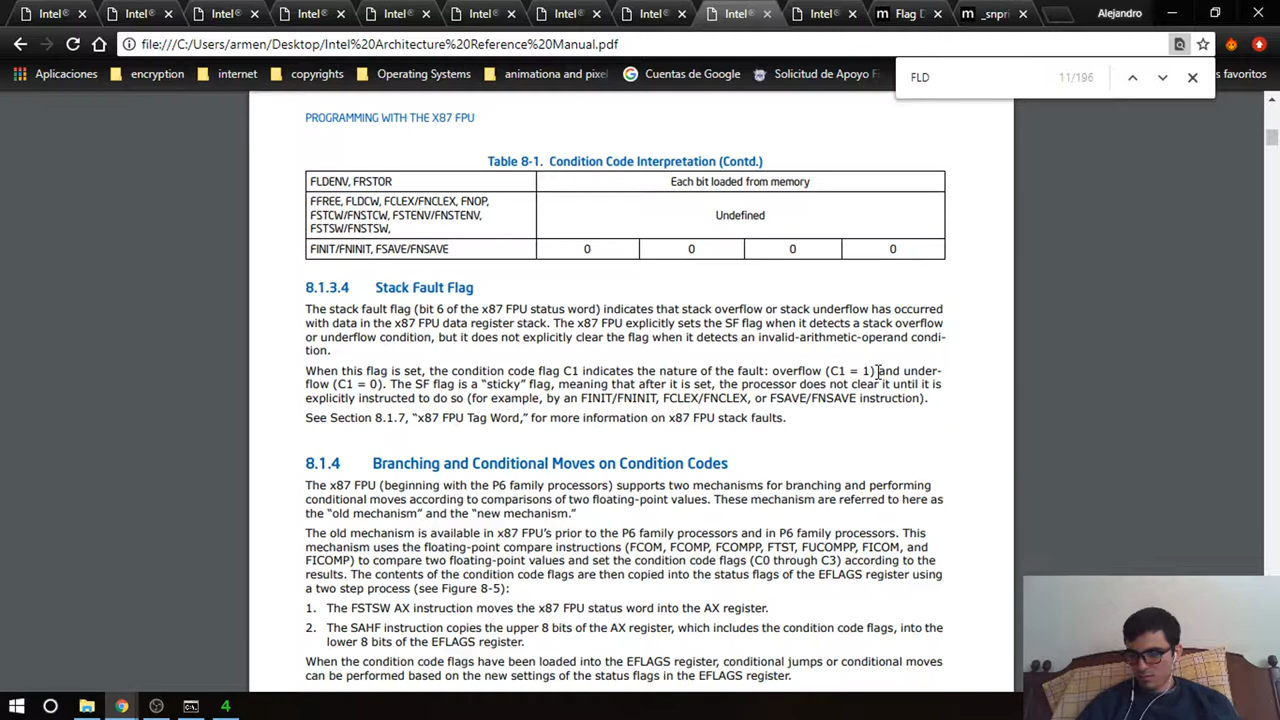 Intel® Intel® Intel® Intel® Intel® Intel® Intel® Intel® Intel® Intel® Flag D _snpri Alejandro
file:///C:/Users/armen/Desktop/Intel%20Architecture%20Reference%20Manual.pdf
Aplicaciones encryption internet copyrights Operating Systems animationa and pixel Cuentas de Google Solicitud de Apoyo F s favoritos
FLD 11/196
PROGRAMMING WITH THE X87 FPU
Table 8-1. Condition Code Interpretation (Contd.)
FLDENV, FRSTOR Each bit loaded from memory
FFREE, FLDCW, FCLEX/FNCLEX, FNOP,
FSTCW/FNSTCW, FSTENV/FNSTENV, Undefined
FSTSW/FNSTSW,
FINIT/FNINIT, FSAVE/FNSAVE 0 0 0 0
8.1.3.4 Stack Fault Flag
The stack fault flag (bit 6 of the x87 FPU status word) indicates that stack overflow or stack underflow has occurred
with data in the x87 FPU data register stack. The x87 FPU explicitly sets the SF flag when it detects a stack overflow
or underflow condition, but it does not explicitly clear the flag when it detects an invalid-arithmetic-operand condi-
tion.
When this flag is set, the condition code flag C1 indicates the nature of the fault: overflow (C1 = 1) and under-
flow (C1 = 0). The SF flag is a “sticky” flag, meaning that after it is set, the processor does not clear it until it is
explicitly instructed to do so (for example, by an FINIT/FNINIT, FCLEX/FNCLEX, or FSAVE/FNSAVE instruction).
See Section 8.1.7, “x87 FPU Tag Word,” for more information on x87 FPU stack faults.
8.1.4 Branching and Conditional Moves on Condition Codes
The x87 FPU (beginning with the P6 family processors) supports two mechanisms for branching and performing
conditional moves according to comparisons of two floating-point values. These mechanism are referred to here as
the “old mechanism” and the “new mechanism.”
The old mechanism is available in x87 FPU’s prior to the P6 family processors and in P6 family processors. This
mechanism uses the floating-point compare instructions (FCOM, FCOMP, FCOMPP, FTST, FUCOMPP, FICOM, and
FICOMP) to compare two floating-point values and set the condition code flags (C0 through C3) according to the
results. The contents of the condition code flags are then copied into the status flags of the EFLAGS register using
a two step process (see Figure 8-5):
1. The FSTSW AX instruction moves the x87 FPU status word into the AX register.
2. The SAHF instruction copies the upper 8 bits of the AX register, which includes the condition code flags, into the
lower 8 bits of the EFLAGS register.
When the condition code flags have been loaded into the EFLAGS register, conditional jumps or conditional moves
can be performed based on the new settings of the status flags in the EFLAGS register.